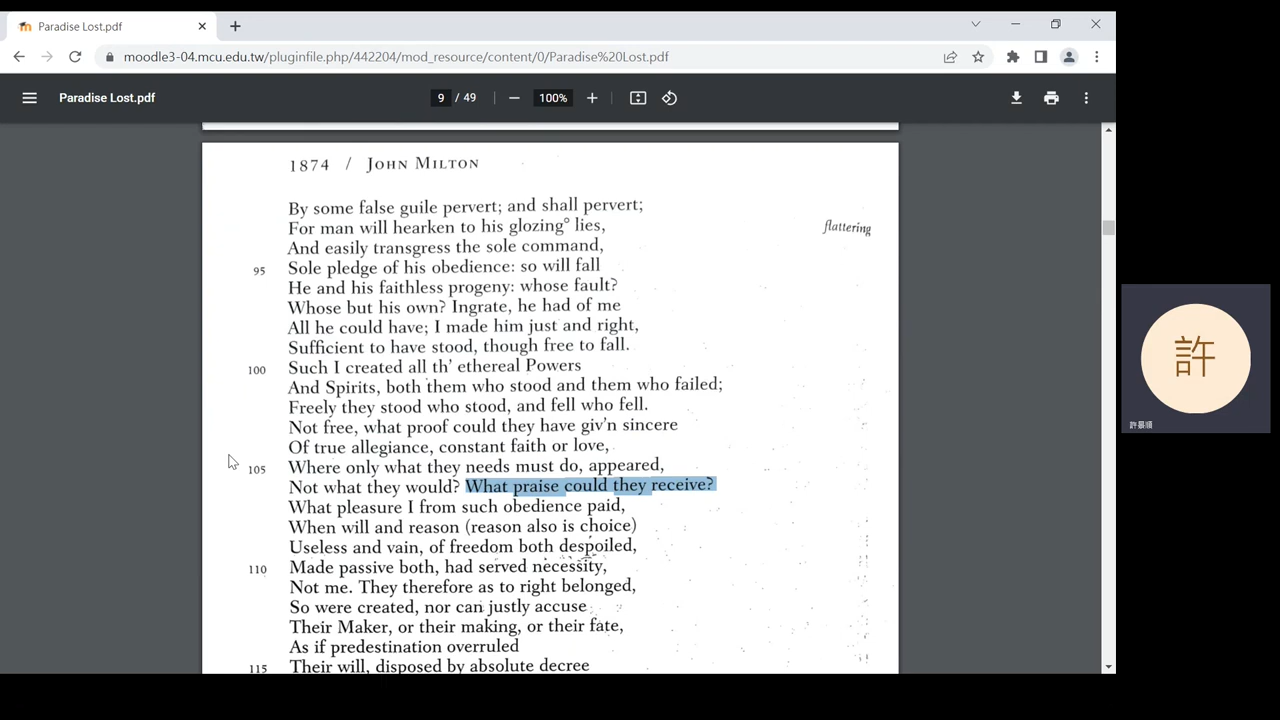 Paradise Lost.pdf
moodle3-04.mcu.edu.tw/pluginfile.php/442204/mod_resource/content/0/Paradise%20Lost.pdf
Paradise Lost.pdf
9 / 49
100%
1874 / JOHN MILTON
By some false guile pervert; and shall pervert;
For man will hearken to his glozing° lies, flattering
And easily transgress the sole command,
95 Sole pledge of his obedience: so will fall
He and his faithless progeny: whose fault?
Whose but his own? Ingrate, he had of me
All he could have; I made him just and right,
Sufficient to have stood, though free to fall.
100 Such I created all th' ethereal Powers
And Spirits, both them who stood and them who failed;
Freely they stood who stood, and fell who fell.
Not free, what proof could they have giv'n sincere
Of true allegiance, constant faith or love,
105 Where only what they needs must do, appeared,
Not what they would? What praise could they receive?
What pleasure I from such obedience paid,
When will and reason (reason also is choice)
Useless and vain, of freedom both despoiled,
110 Made passive both, had served necessity,
Not me. They therefore as to right belonged,
So were created, nor can justly accuse
Their Maker, or their making, or their fate,
As if predestination overruled
115 Their will, disposed by absolute decree
許
許景順